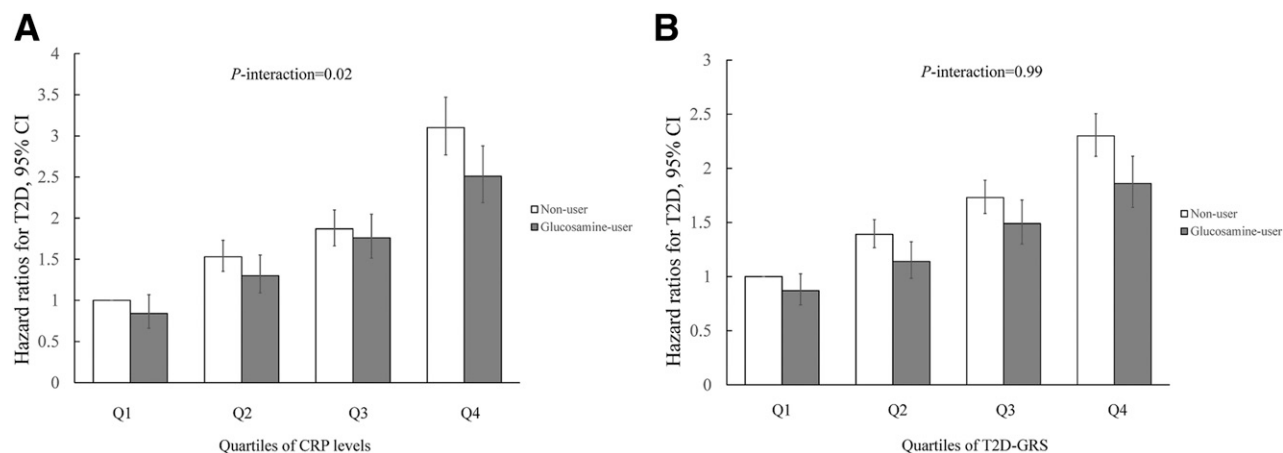 A
Hazard ratios for T2D, 95% CI
4
3.5
3
2.5
2
1.5
1
0.5
0
P-interaction=0.02
Non-user
Glucosamine-user
Q1 Q2 Q3 Q4
Quartiles of CRP levels
B
Hazard ratios for T2D, 95% CI
3
2.5
2
1.5
1
0.5
0
P-interaction=0.99
Non-user
Glucosamine-user
Q1 Q2 Q3 Q4
Quartiles of T2D-GRS